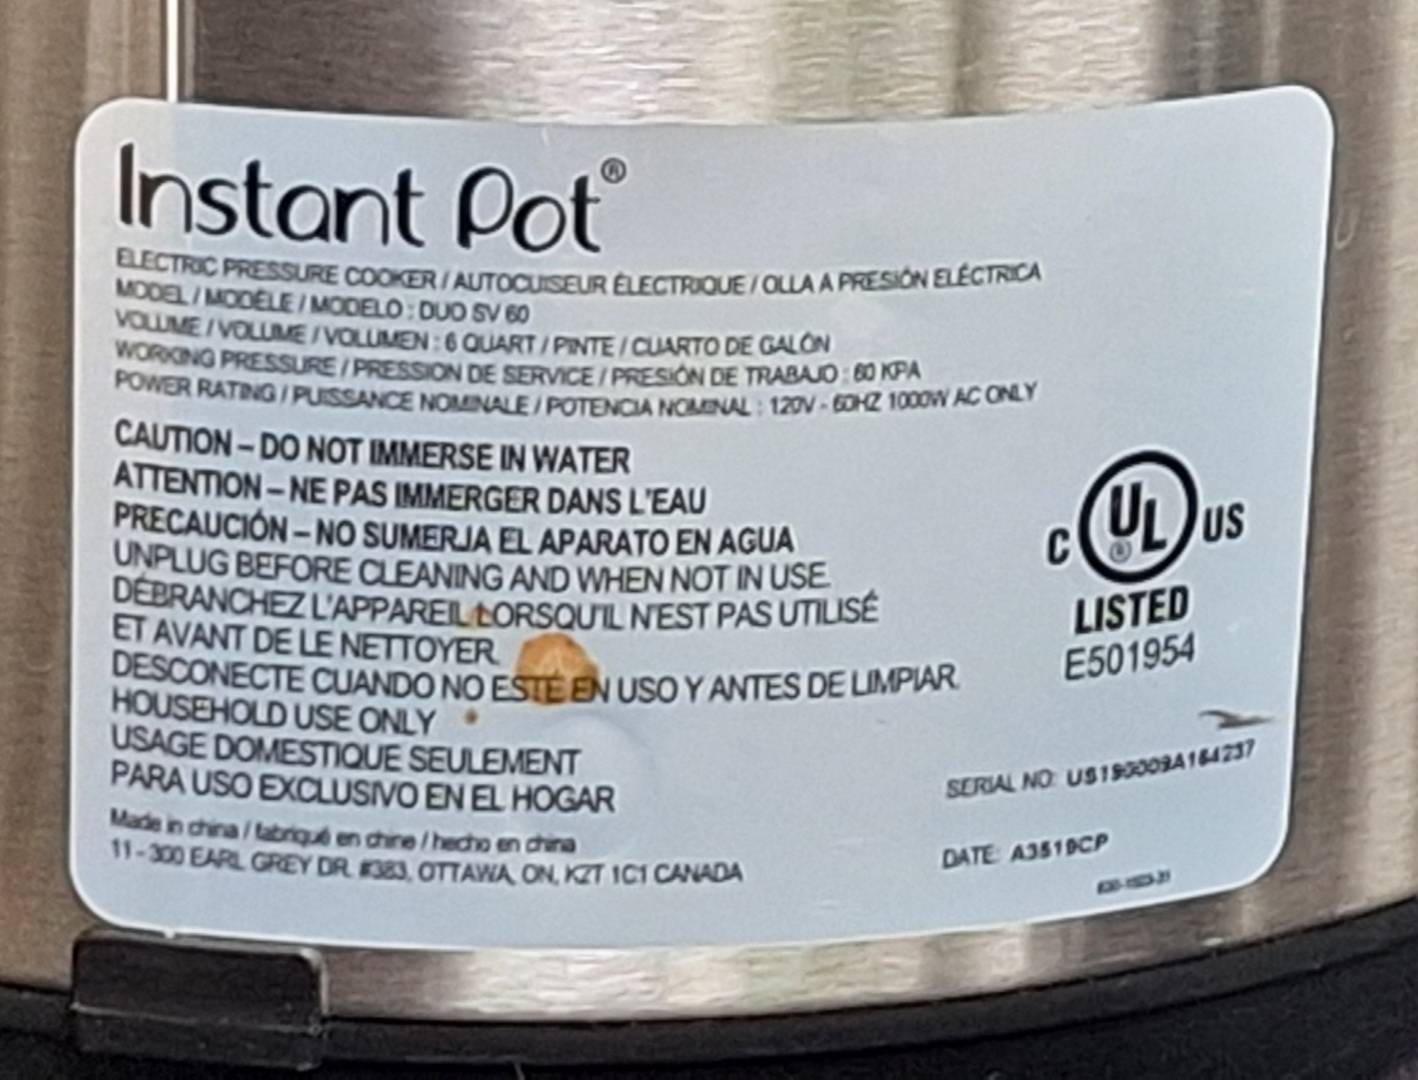 Instant Pot®
ELECTRIC PRESSURE COOKER / AUTOCUISEUR ÉLECTRIQUE / OLLA A PRESIÓN ELÉCTRICA
MODEL / MODÈLE / MODELO : DUO SV 60
VOLUME / VOLUME / VOLUMEN : 6 QUART / PINTE / CUARTO DE GALÓN
WORKING PRESSURE / PRESSION DE SERVICE / PRESIÓN DE TRABAJO : 60 KPA
POWER RATING / PUISSANCE NOMINALE / POTENCIA NOMINAL : 120V - 60HZ 1000W AC ONLY
CAUTION – DO NOT IMMERSE IN WATER
ATTENTION – NE PAS IMMERGER DANS L'EAU
PRECAUCIÓN – NO SUMERJA EL APARATO EN AGUA
UNPLUG BEFORE CLEANING AND WHEN NOT IN USE.
DÉBRANCHEZ L'APPAREIL LORSQU'IL N'EST PAS UTILISÉ
ET AVANT DE LE NETTOYER.
DESCONECTE CUANDO NO ESTÉ EN USO Y ANTES DE LIMPIAR.
HOUSEHOLD USE ONLY
USAGE DOMESTIQUE SEULEMENT
PARA USO EXCLUSIVO EN EL HOGAR
Made in china / fabriqué en chine / hecho en china
11 - 300 EARL GREY DR. #383, OTTAWA, ON, K2T 1C1 CANADA
C UL® US
LISTED
E501954
SERIAL NO:
DATE: A3519CP